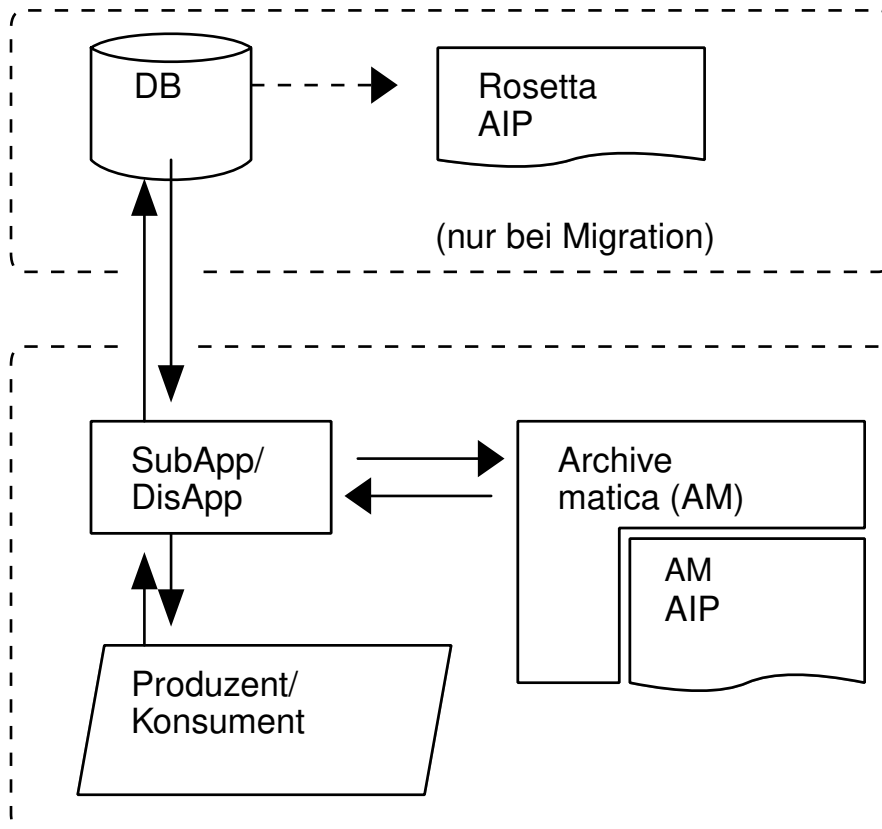 DB
Rosetta
AIP
(nur bei Migration)
SubApp/
DisApp
Archive
matica (AM)
AM
AIP
Produzent/
Konsument